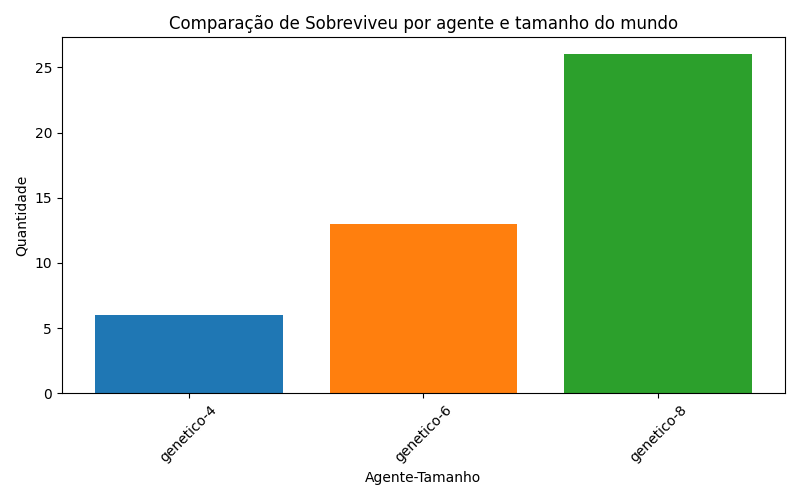 Comparação de Sobreviveu por agente e tamanho do mundo
Quantidade
25
20
15
10
5
0
genetico-4
genetico-6
genetico-8
Agente-Tamanho